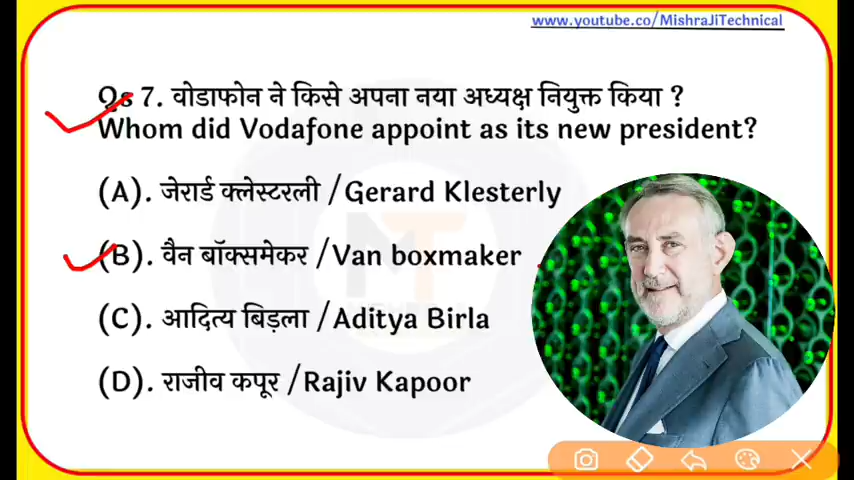 www.youtube.co/MishraJiTechnical
Qs 7. वोडाफोन ने किसे अपना नया अध्यक्ष नियुक्त किया ?
Whom did Vodafone appoint as its new president?
(A). जेरार्ड क्लेस्टरली /Gerard Klesterly
(B). वैन बॉक्समेकर /Van boxmaker
(C). आदित्य बिड़ला /Aditya Birla
(D). राजीव कपूर /Rajiv Kapoor